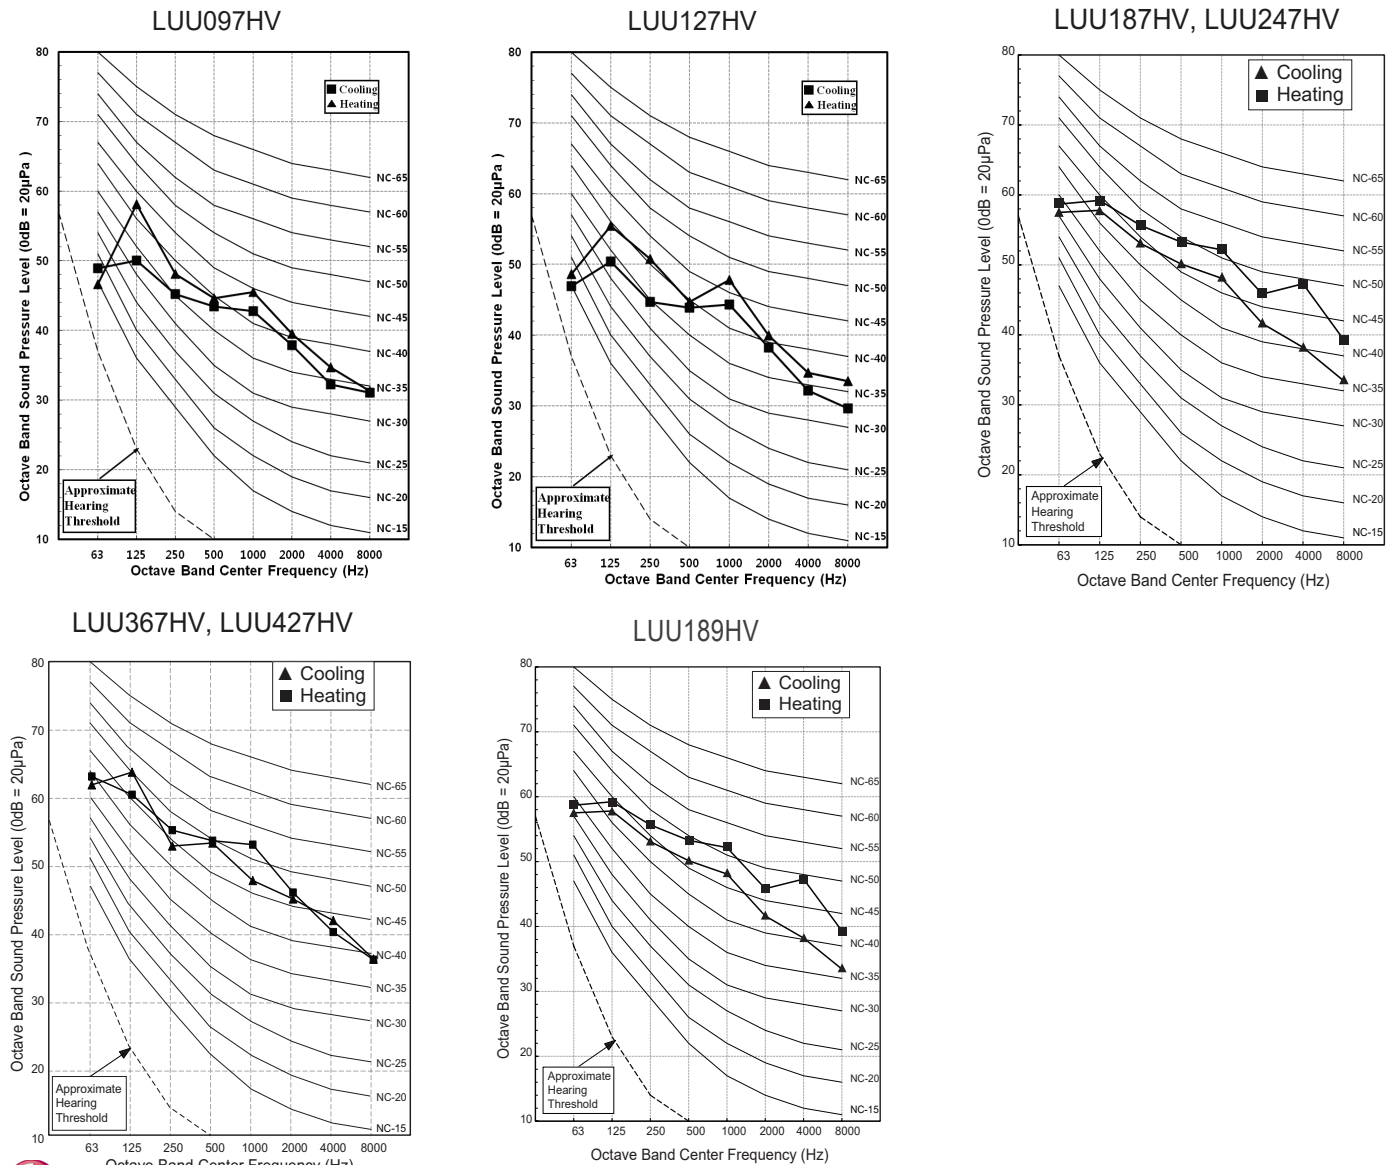 LUU097HV
80
70
60
50
40
30
20
10
Octave Band Sound Pressure Level (0dB = 20μPa )
Cooling
Heating
NC-65
NC-60
NC-55
NC-50
NC-45
NC-40
NC-35
NC-30
NC-25
NC-20
NC-15
Approximate
Hearing
Threshold
63 125 250 500 1000 2000 4000 8000
Octave Band Center Frequency (Hz)
LUU127HV
80
70
60
50
40
30
20
10
Octave Band Sound Pressure Level (0dB = 20μPa )
Cooling
Heating
NC-65
NC-60
NC-55
NC-50
NC-45
NC-40
NC-35
NC-30
NC-25
NC-20
NC-15
Approximate
Hearing
Threshold
63 125 250 500 1000 2000 4000 8000
Octave Band Center Frequency (Hz)
LUU187HV, LUU247HV
80
70
60
50
40
30
20
10
Octave Band Sound Pressure Level (0dB = 20μPa)
Cooling
Heating
NC-65
NC-60
NC-55
NC-50
NC-45
NC-40
NC-35
NC-30
NC-25
NC-20
NC-15
Approximate
Hearing
Threshold
63 125 250 500 1000 2000 4000 8000
Octave Band Center Frequency (Hz)
LUU367HV, LUU427HV
80
70
60
50
40
30
20
10
Octave Band Sound Pressure Level (0dB = 20μPa)
Cooling
Heating
NC-65
NC-60
NC-55
NC-50
NC-45
NC-40
NC-35
NC-30
NC-25
NC-20
NC-15
Approximate
Hearing
Threshold
63 125 250 500 1000 2000 4000 8000
Octave Band Center Frequency (Hz)
LUU189HV
80
70
60
50
40
30
20
10
Octave Band Sound Pressure Level (0dB = 20μPa)
Cooling
Heating
NC-65
NC-60
NC-55
NC-50
NC-45
NC-40
NC-35
NC-30
NC-25
NC-20
NC-15
Approximate
Hearing
Threshold
63 125 250 500 1000 2000 4000 8000
Octave Band Center Frequency (Hz)